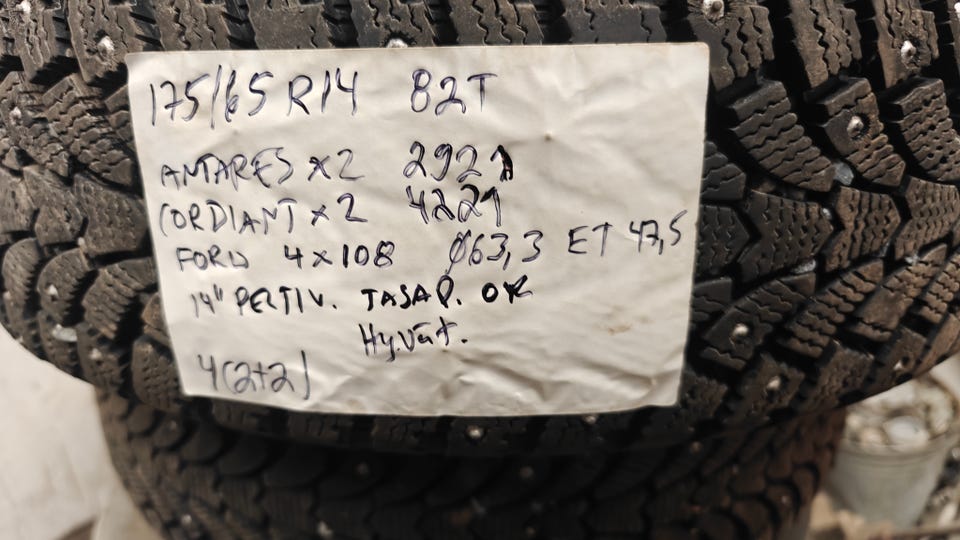 175/65 R14 82T
ANTARES x2 2921
CORDIANT x2 4221
FORD 4x108 Ø63,3 ET 47,5
14" PELTIV. TASAP. OK
Hyvät.
4(2+2)